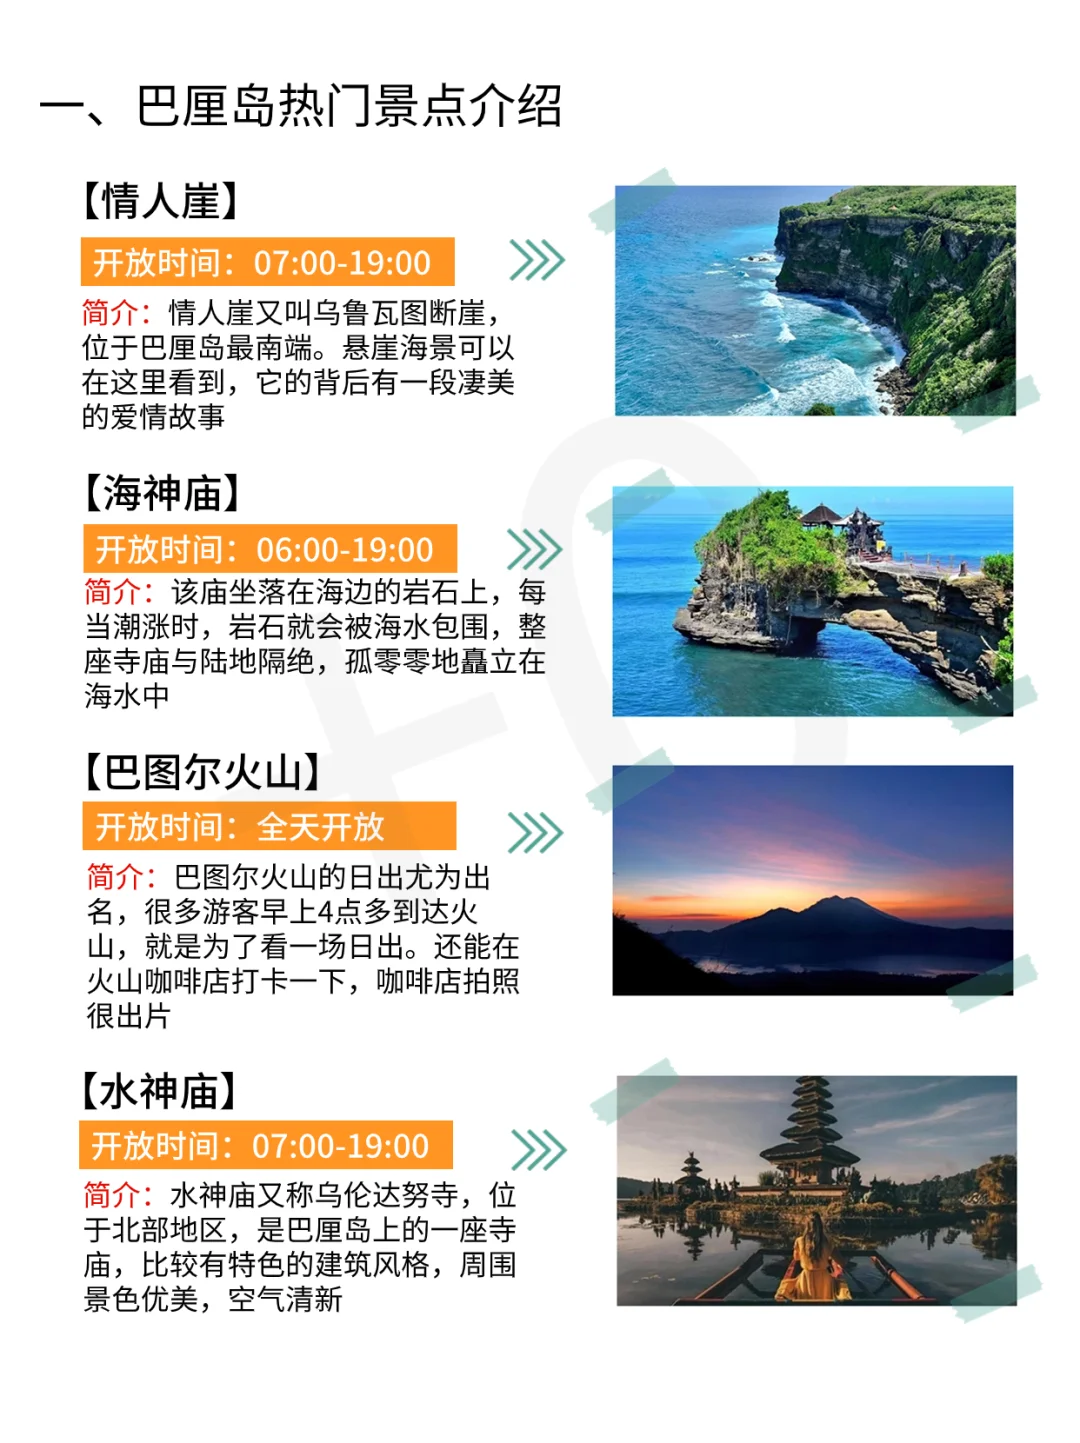 一、巴厘岛热门景点介绍
【情人崖】
开放时间：07:00-19:00
简介：情人崖又叫乌鲁瓦图断崖，
位于巴厘岛最南端。悬崖海景可以
在这里看到，它的背后有一段凄美
的爱情故事
【海神庙】
开放时间：06:00-19:00
简介：该庙坐落在海边的岩石上，每
当潮涨时，岩石就会被海水包围，整
座寺庙与陆地隔绝，孤零零地矗立在
海水中
【巴图尔火山】
开放时间：全天开放
简介：巴图尔火山的日出尤为出
名，很多游客早上4点多到达火
山，就是为了看一场日出。还能在
火山咖啡店打卡一下，咖啡店拍照
很出片
【水神庙】
开放时间：07:00-19:00
简介：水神庙又称乌伦达努寺，位
于北部地区，是巴厘岛上的一座寺
庙，比较有特色的建筑风格，周围
景色优美，空气清新